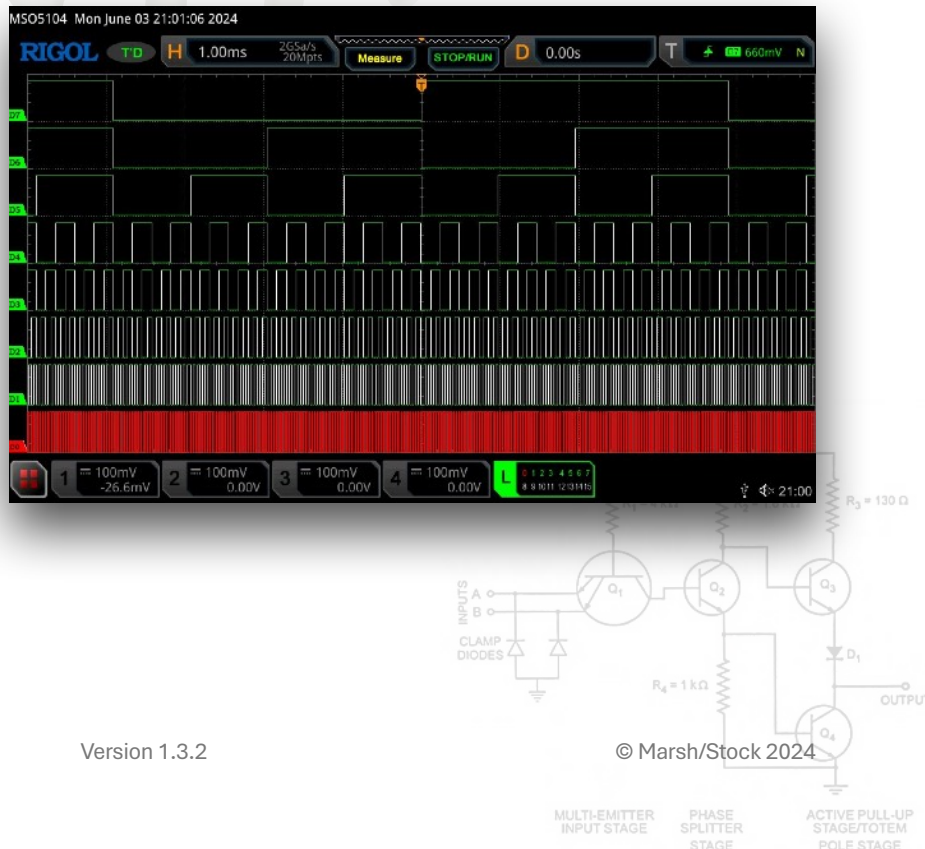 MSO5104 Mon June 03 21:01:06 2024
RIGOL T'D H 1.00ms 2GSa/s 20Mpts Measure STOP/RUN D 0.00s T D7 660mV N
D7
D6
D5
D4
D3
D2
D1
D0
1 100mV -26.6mV 2 100mV 0.00V 3 100mV 0.00V 4 100mV 0.00V L 0 1 2 3 4 5 6 7
8 9 10 11 12 13 14 15
21:00
R3 = 130 Ω
INPUTS
A
B
Q1
Q2
Q3
CLAMP
DIODES
D1
R4 = 1 kΩ
OUTPUT
Q4
Version 1.3.2
© Marsh/Stock 2024
MULTI-EMITTER
INPUT STAGE
PHASE
SPLITTER
STAGE
ACTIVE PULL-UP
STAGE/TOTEM
POLE STAGE